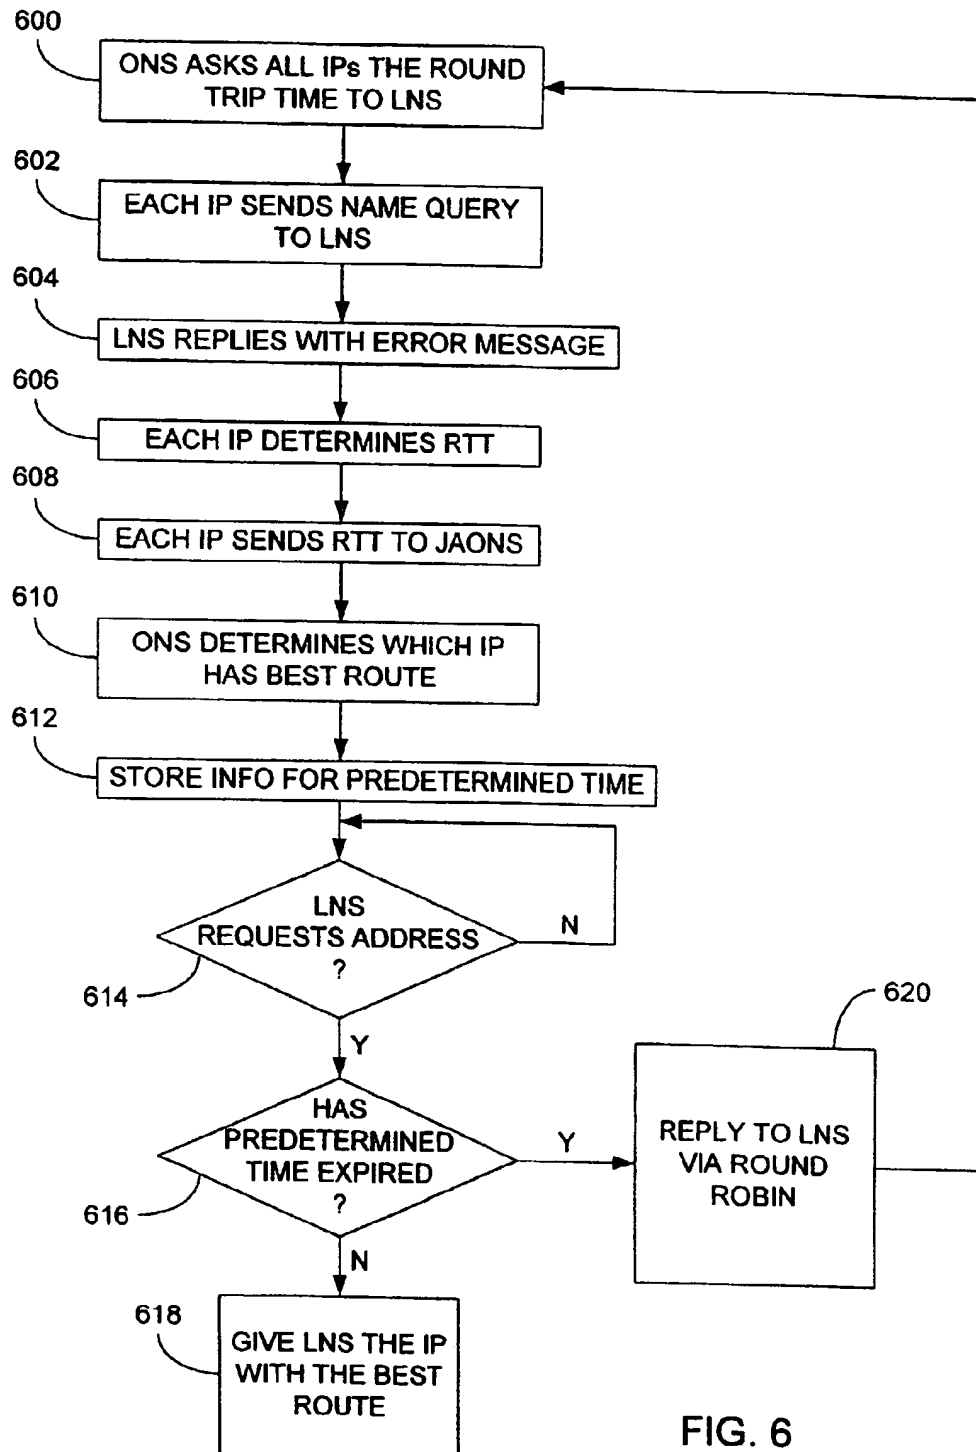 600
ONS ASKS ALL IPs THE ROUND
TRIP TIME TO LNS
602
EACH IP SENDS NAME QUERY
TO LNS
604
LNS REPLIES WITH ERROR MESSAGE
606
EACH IP DETERMINES RTT
608
EACH IP SENDS RTT TO JAONS
610
ONS DETERMINES WHICH IP
HAS BEST ROUTE
612
STORE INFO FOR PREDETERMINED TIME
LNS
REQUESTS ADDRESS
?
N
614
Y
620
HAS
PREDETERMINED
TIME EXPIRED
?
Y
616
N
REPLY TO LNS
VIA ROUND
ROBIN
618
GIVE LNS THE IP
WITH THE BEST
ROUTE
FIG. 6